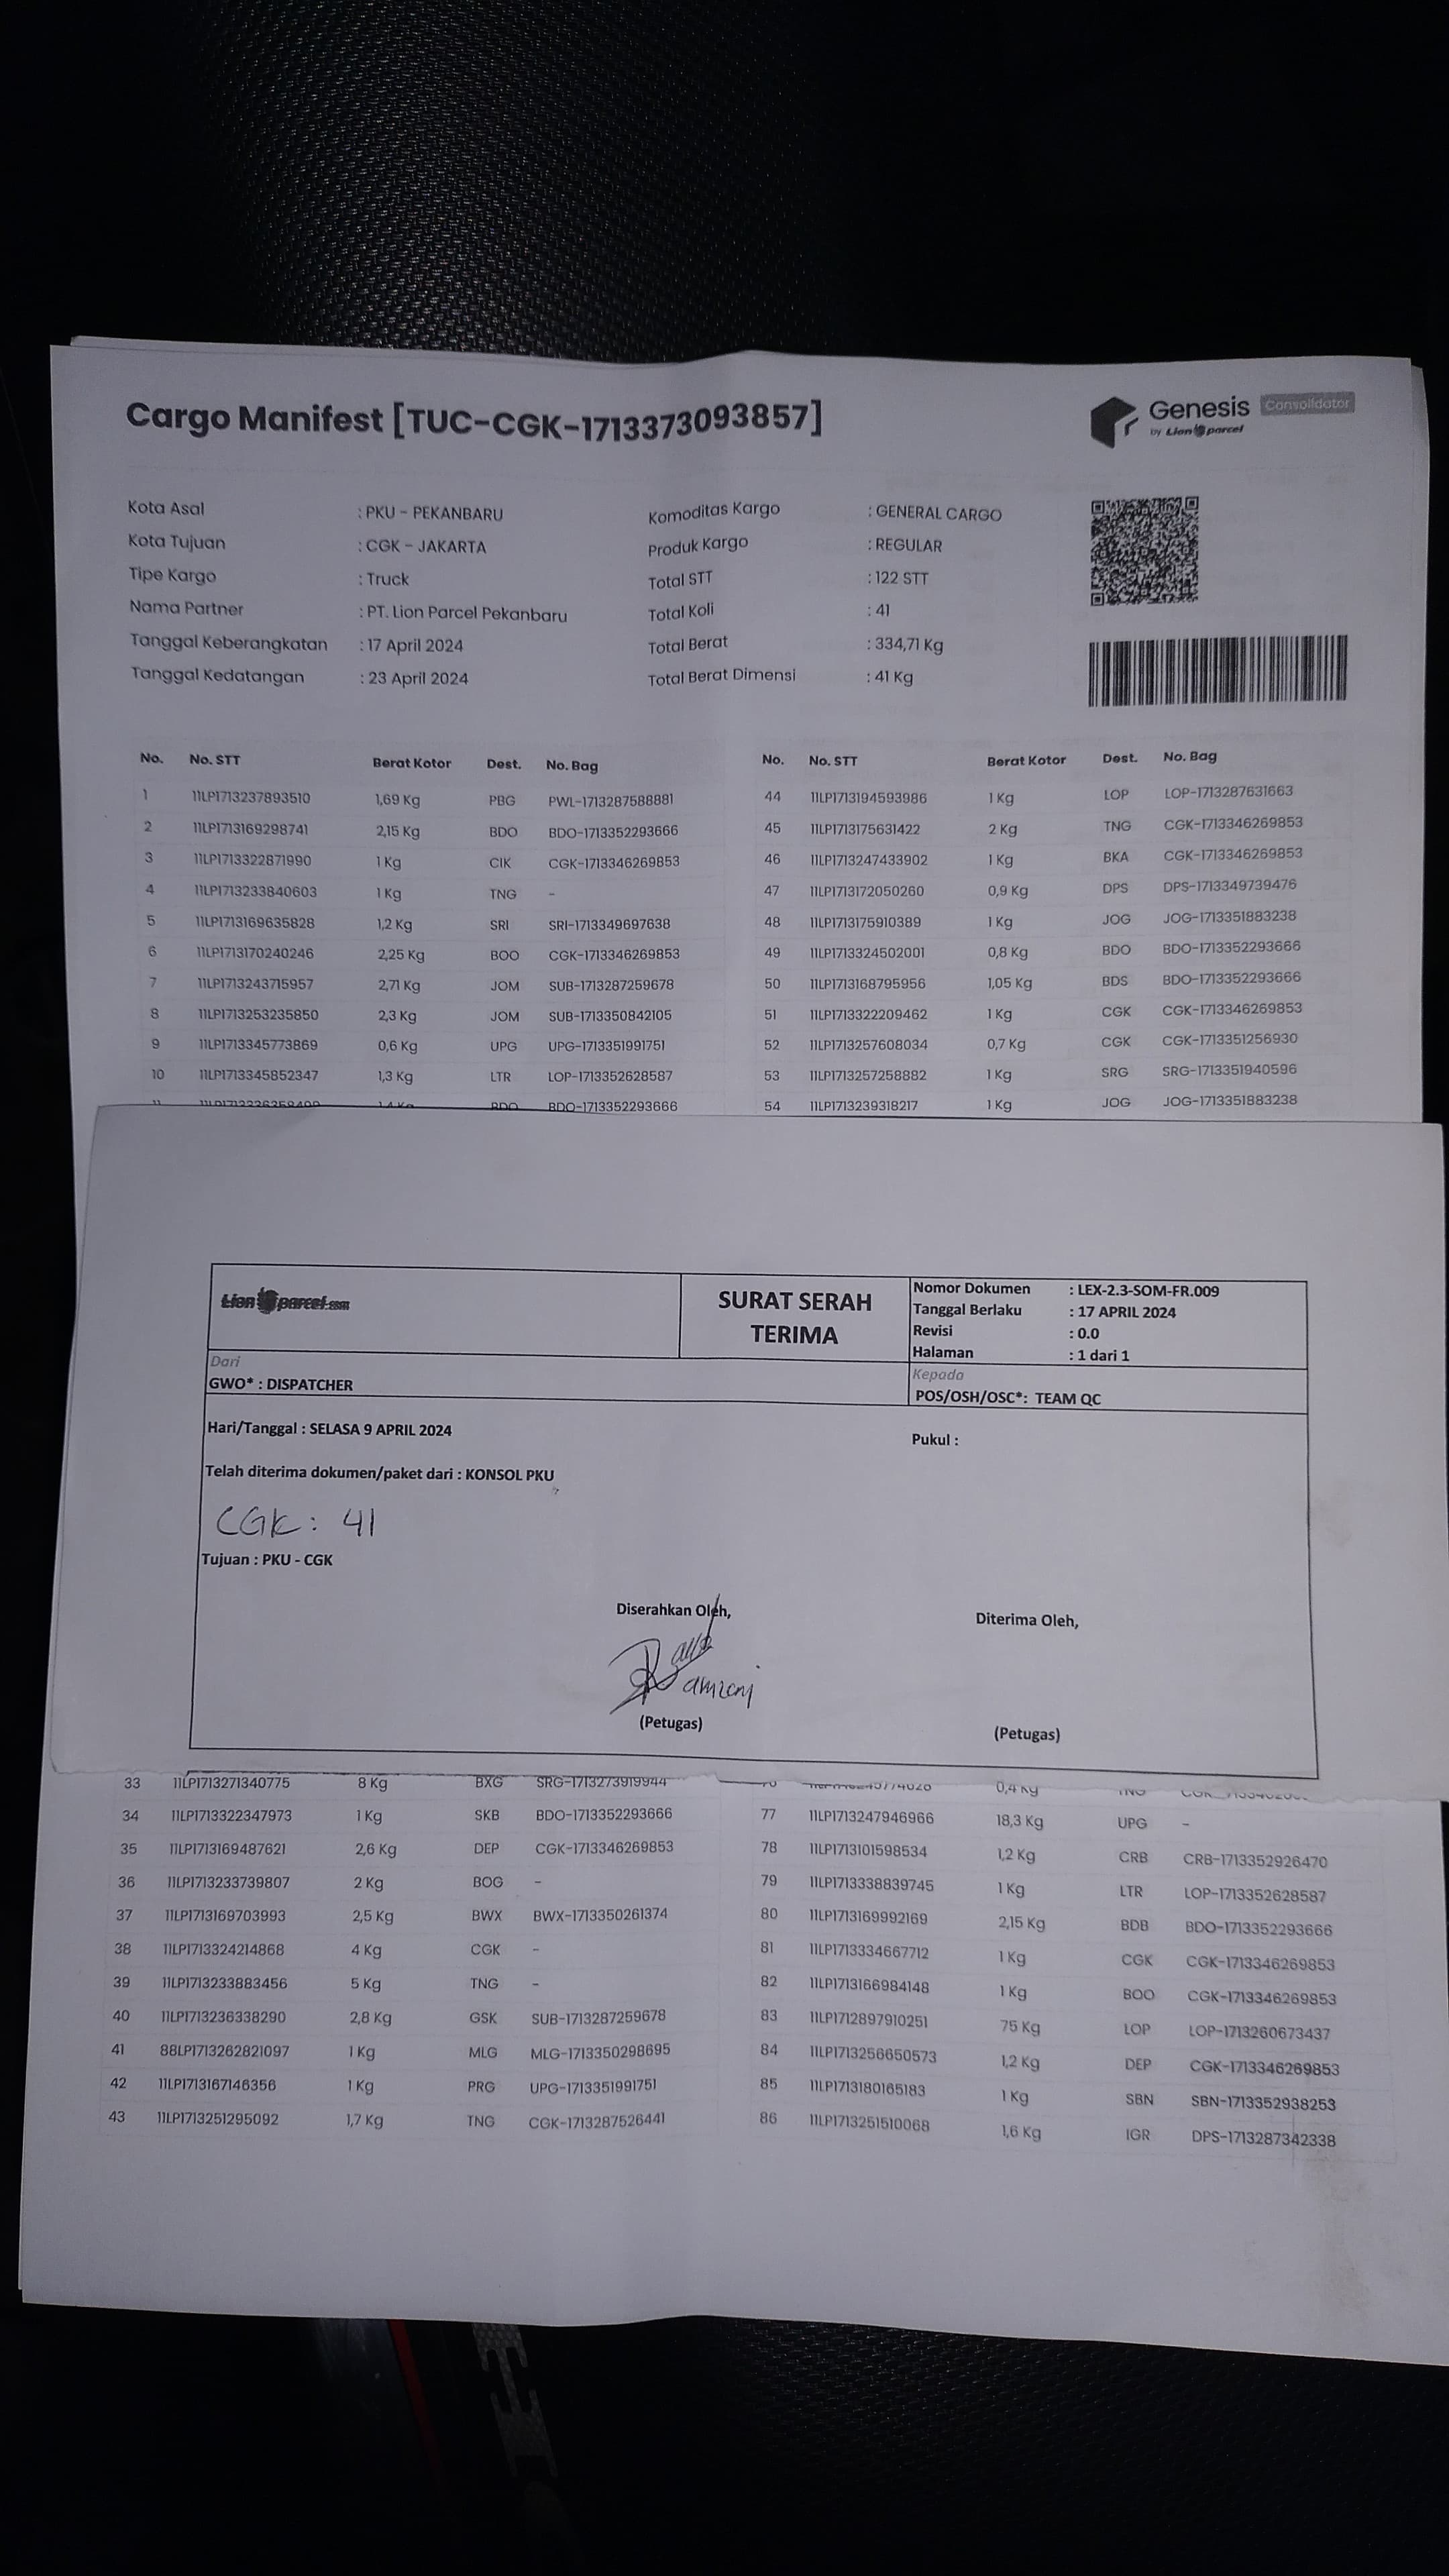 Cargo Manifest [TUC-CGK-1713373093857]
Genesis Consolidator
by Lion parcel
Kota Asal : PKU - PEKANBARU Komoditas Kargo : GENERAL CARGO
Kota Tujuan : CGK - JAKARTA Produk Kargo : REGULAR
Tipe Kargo : Truck Total STT : 122 STT
Nama Partner : PT. Lion Parcel Pekanbaru Total Koli : 41
Tanggal Keberangkatan : 17 April 2024 Total Berat : 334,71 Kg
Tanggal Kedatangan : 23 April 2024 Total Berat Dimensi : 41 Kg
No. No. STT Berat Kotor Dest. No. Bag No. No. STT Berat Kotor Dest. No. Bag
1 11LP1713237893510 1,69 Kg PBG PWL-1713287588881 44 11LP1713194593986 1 Kg LOP LOP-1713287631663
2 11LP1713169298741 2,15 Kg BDO BDO-1713352293666 45 11LP1713175631422 2 Kg TNG CGK-1713346269853
3 11LP1713322871990 1 Kg CIK CGK-1713346269853 46 11LP1713247433902 1 Kg BKA CGK-1713346269853
4 11LP1713233840603 1 Kg TNG - 47 11LP1713172050260 0,9 Kg DPS DPS-1713349739476
5 11LP1713169635828 1,2 Kg SRI SRI-1713349697638 48 11LP1713175910389 1 Kg JOG JOG-1713351883238
6 11LP1713170240246 2,25 Kg BOO CGK-1713346269853 49 11LP1713324502001 0,8 Kg BDO BDO-1713352293666
7 11LP1713243715957 2,71 Kg JOM SUB-1713287259678 50 11LP1713168795956 1,05 Kg BDS BDO-1713352293666
8 11LP1713253235850 2,3 Kg JOM SUB-1713350842105 51 11LP1713322209462 1 Kg CGK CGK-1713346269853
9 11LP1713345773869 0,6 Kg UPG UPG-1713351991751 52 11LP1713257608034 0,7 Kg CGK CGK-1713351256930
10 11LP1713345852347 1,3 Kg LTR LOP-1713352628587 53 11LP1713257258882 1 Kg SRG SRG-1713351940596
11 1,4 Kg BDO BDO-1713352293666 54 11LP1713239318217 1 Kg JOG JOG-1713351883238
Lion parcel.com
SURAT SERAH
TERIMA
Nomor Dokumen : LEX-2.3-SOM-FR.009
Tanggal Berlaku : 17 APRIL 2024
Revisi : 0.0
Halaman : 1 dari 1
Dari
GWO* : DISPATCHER
Kepada
POS/OSH/OSC*: TEAM QC
Hari/Tanggal : SELASA 9 APRIL 2024
Pukul :
Telah diterima dokumen/paket dari : KONSOL PKU
CGK : 41
Tujuan : PKU - CGK
Diserahkan Oleh, Diterima Oleh,
(Petugas) (Petugas)
33 11LP1713271340775 8 Kg BXG SRG-1713273919944 0,4 Kg TNG
34 11LP1713322347973 1 Kg SKB BDO-1713352293666 77 11LP1713247946966 18,3 Kg UPG -
35 11LP1713169487621 2,6 Kg DEP CGK-1713346269853 78 11LP1713101598534 1,2 Kg CRB CRB-1713352926470
36 11LP1713233739807 2 Kg BOG - 79 11LP1713338839745 1 Kg LTR LOP-1713352628587
37 11LP1713169703993 2,5 Kg BWX BWX-1713350261374 80 11LP1713169992169 2,15 Kg BDB BDO-1713352293666
38 11LP1713324214868 4 Kg CGK - 81 11LP1713334667712 1 Kg CGK CGK-1713346269853
39 11LP1713233883456 5 Kg TNG - 82 11LP1713166984148 1 Kg BOO CGK-1713346269853
40 11LP1713236338290 2,8 Kg GSK SUB-1713287259678 83 11LP1712897910251 75 Kg LOP LOP-1713260673437
41 88LP1713262821097 1 Kg MLG MLG-1713350298695 84 11LP1713256650573 1,2 Kg DEP CGK-1713346269853
42 11LP1713167146356 1 Kg PRG UPG-1713351991751 85 11LP1713180165183 1 Kg SBN SBN-1713352938253
43 11LP1713251295092 1,7 Kg TNG CGK-1713287526441 86 11LP1713251510068 1,6 Kg IGR DPS-1713287342338